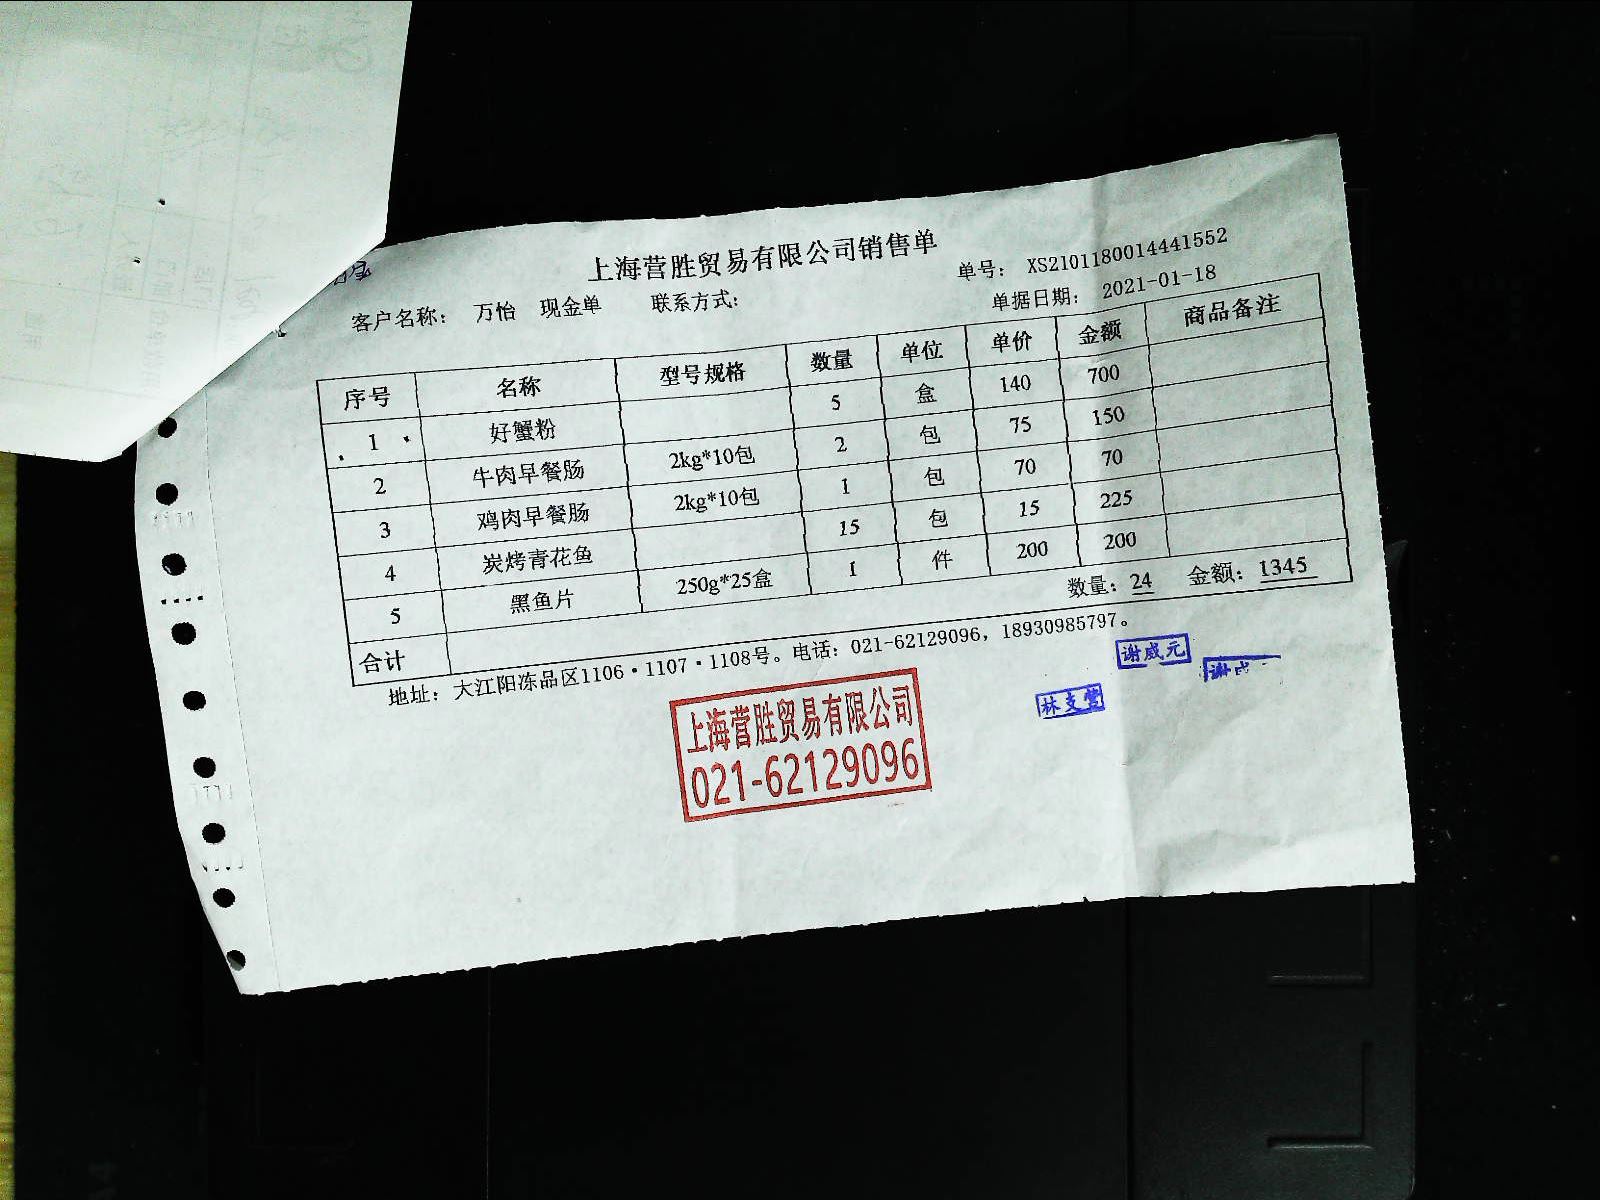 上海营胜贸易有限公司销售单
单号: XS2101180014441552
客户名称: 万怡 现金单 联系方式: 单据日期: 2021-01-18
序号 名称 型号规格 数量 单位 单价 金额 商品备注
1 好蟹粉 5 盒 140 700
2 牛肉早餐肠 2kg*10包 2 包 75 150
3 鸡肉早餐肠 2kg*10包 1 包 70 70
4 炭烤青花鱼 15 包 15 225
5 黑鱼片 250g*25盒 1 件 200 200
合计 数量: 24 金额: 1345
地址: 大江阳冻品区1106·1107·1108号。电话: 021-62129096, 18930985797。
谢威元
林支营
上海营胜贸易有限公司
021-62129096